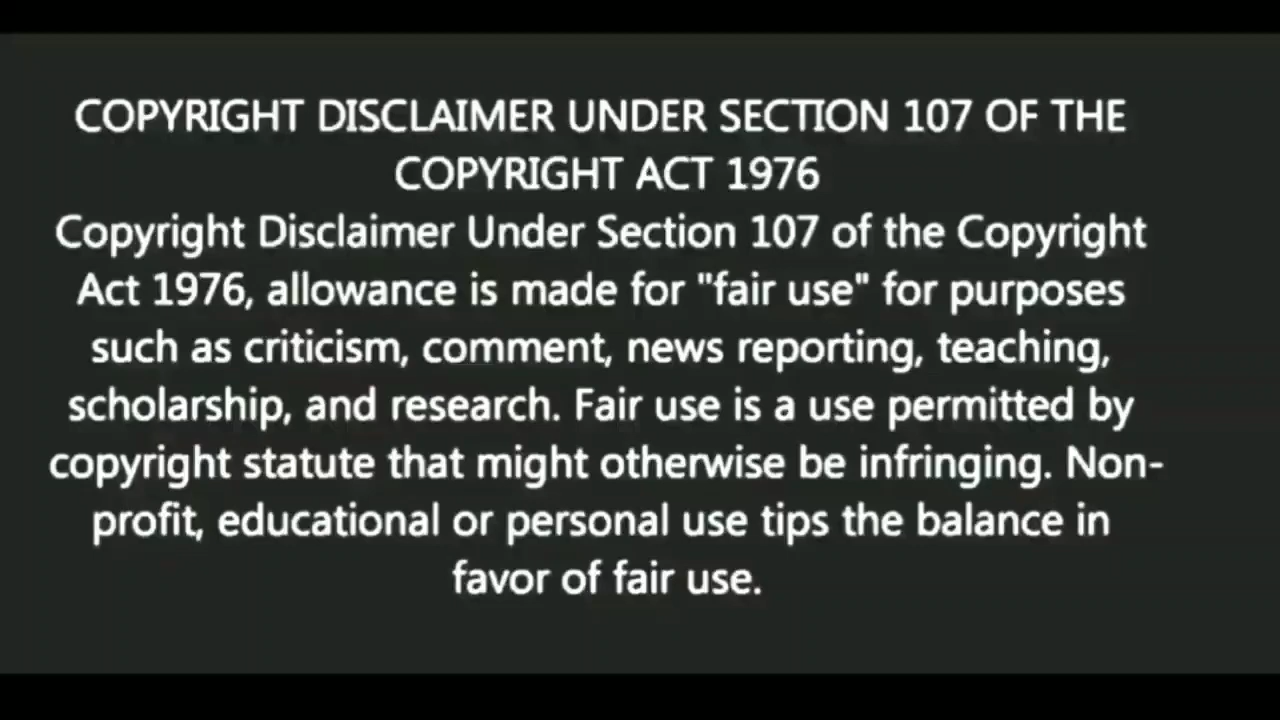 COPYRIGHT DISCLAIMER UNDER SECTION 107 OF THE
COPYRIGHT ACT 1976
Copyright Disclaimer Under Section 107 of the Copyright
Act 1976, allowance is made for "fair use" for purposes
such as criticism, comment, news reporting, teaching,
scholarship, and research. Fair use is a use permitted by
copyright statute that might otherwise be infringing. Non-
profit, educational or personal use tips the balance in
favor of fair use.